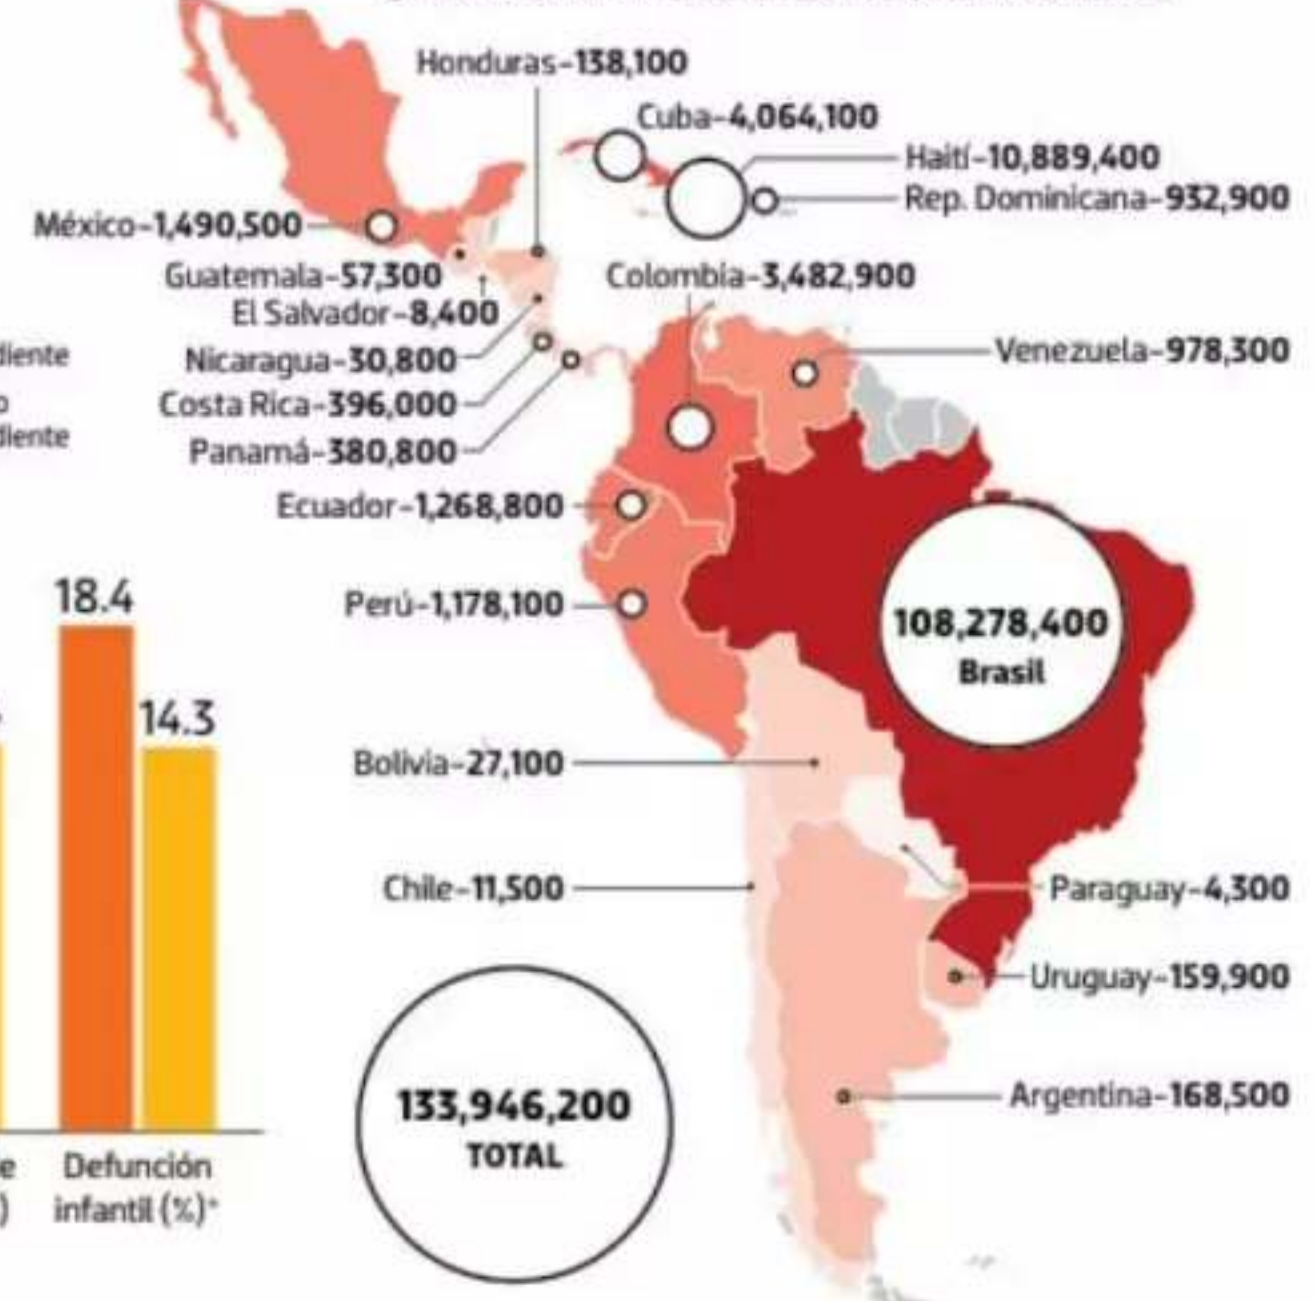 Honduras-138,100
Cuba-4,064,100
Haití-10,889,400
Rep. Dominicana-932,900
México-1,490,500
Guatemala-57,300
El Salvador-8,400
Nicaragua-30,800
Costa Rica-396,000
Panamá-380,800
Colombia-3,482,900
Venezuela-978,300
Ecuador-1,268,800
Perú-1,178,100
108,278,400
Brasil
Bolivia-27,100
Chile-11,500
Paraguay-4,300
Uruguay-159,900
Argentina-168,500
133,946,200
TOTAL
diente
diente
18.4
14.3
Defunción
infantil (%)*